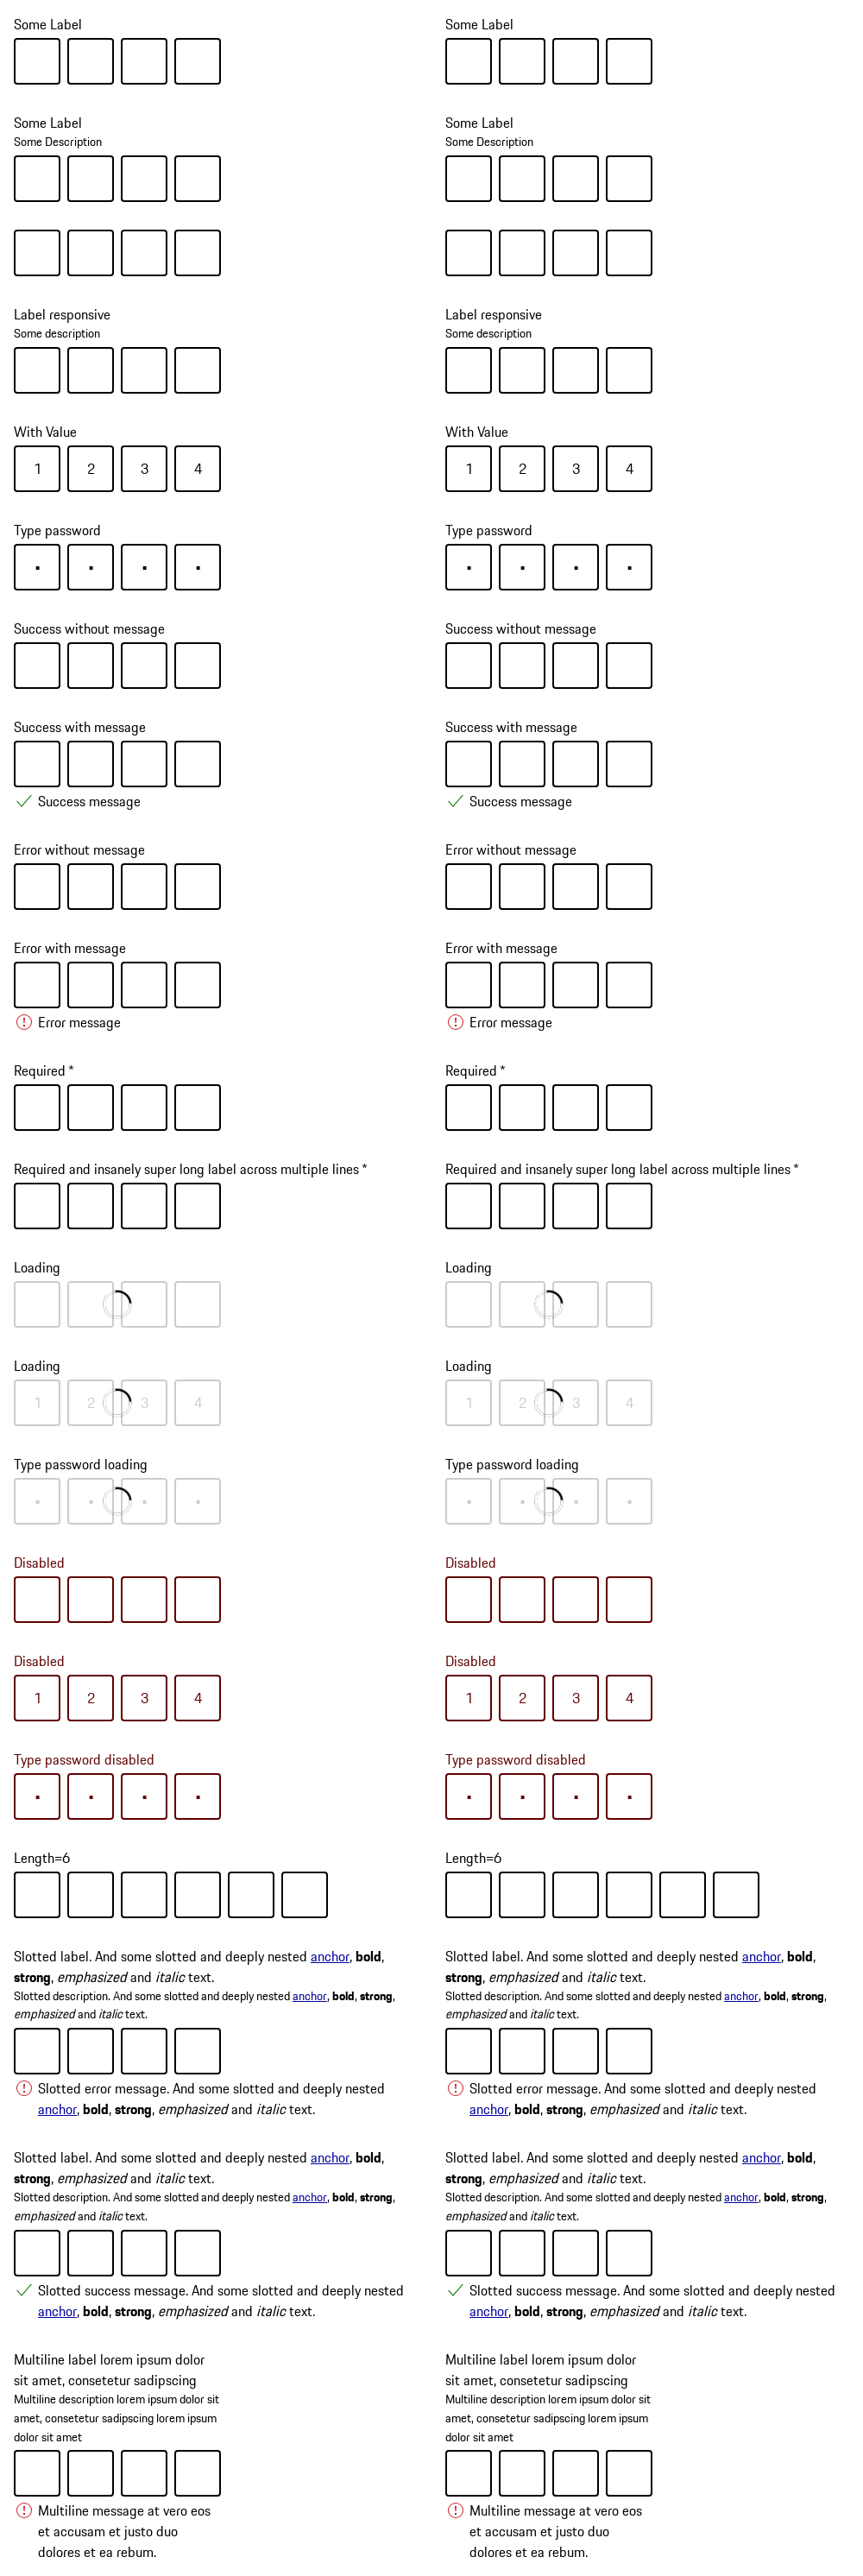 Some Label
Some Label
Some Description
Label responsive
Some description
With Value
1 2 3 4
Type password
Success without message
Success with message
Success message
Error without message
Error with message
Error message
Required *
Required and insanely super long label across multiple lines *
Loading
Loading
1 2 3 4
Type password loading
Disabled
Disabled
1 2 3 4
Type password disabled
Length=6
Slotted label. And some slotted and deeply nested anchor, bold,
strong, emphasized and italic text.
Slotted description. And some slotted and deeply nested anchor, bold, strong,
emphasized and italic text.
Slotted error message. And some slotted and deeply nested
anchor, bold, strong, emphasized and italic text.
Slotted label. And some slotted and deeply nested anchor, bold,
strong, emphasized and italic text.
Slotted description. And some slotted and deeply nested anchor, bold, strong,
emphasized and italic text.
Slotted success message. And some slotted and deeply nested
anchor, bold, strong, emphasized and italic text.
Multiline label lorem ipsum dolor
sit amet, consetetur sadipscing
Multiline description lorem ipsum dolor sit
amet, consetetur sadipscing lorem ipsum
dolor sit amet
Multiline message at vero eos
et accusam et justo duo
dolores et ea rebum.
Some Label
Some Label
Some Description
Label responsive
Some description
With Value
1 2 3 4
Type password
Success without message
Success with message
Success message
Error without message
Error with message
Error message
Required *
Required and insanely super long label across multiple lines *
Loading
Loading
1 2 3 4
Type password loading
Disabled
Disabled
1 2 3 4
Type password disabled
Length=6
Slotted label. And some slotted and deeply nested anchor, bold,
strong, emphasized and italic text.
Slotted description. And some slotted and deeply nested anchor, bold, strong,
emphasized and italic text.
Slotted error message. And some slotted and deeply nested
anchor, bold, strong, emphasized and italic text.
Slotted label. And some slotted and deeply nested anchor, bold,
strong, emphasized and italic text.
Slotted description. And some slotted and deeply nested anchor, bold, strong,
emphasized and italic text.
Slotted success message. And some slotted and deeply nested
anchor, bold, strong, emphasized and italic text.
Multiline label lorem ipsum dolor
sit amet, consetetur sadipscing
Multiline description lorem ipsum dolor sit
amet, consetetur sadipscing lorem ipsum
dolor sit amet
Multiline message at vero eos
et accusam et justo duo
dolores et ea rebum.